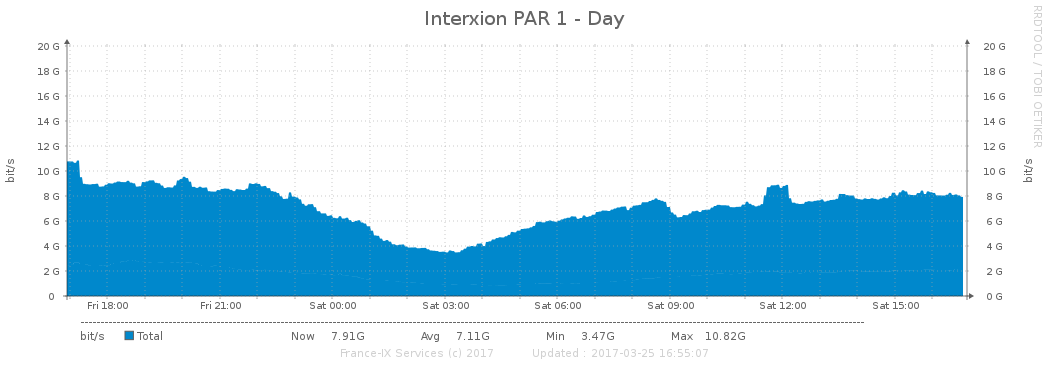 Interxion PAR 1 - Day
RRDTOOL / TOBI OETIKER
bit/s
20 G 20 G
18 G 18 G
16 G 16 G
14 G 14 G
12 G 12 G
10 G 10 G
8 G 8 G
6 G 6 G
4 G 4 G
2 G 2 G
0 0 G
bit/s
Fri 18:00 Fri 21:00 Sat 00:00 Sat 03:00 Sat 06:00 Sat 09:00 Sat 12:00 Sat 15:00
bit/s Total Now 7.91G Avg 7.11G Min 3.47G Max 10.82G
France-IX Services (c) 2017 Updated : 2017-03-25 16:55:07